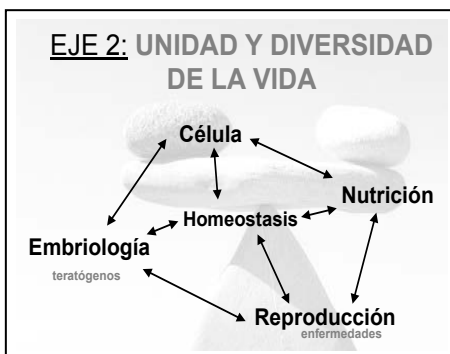 EJE 2: UNIDAD Y DIVERSIDAD
DE LA VIDA
Célula
Nutrición
Homeostasis
Embriología
teratógenos
Reproducción
enfermedades